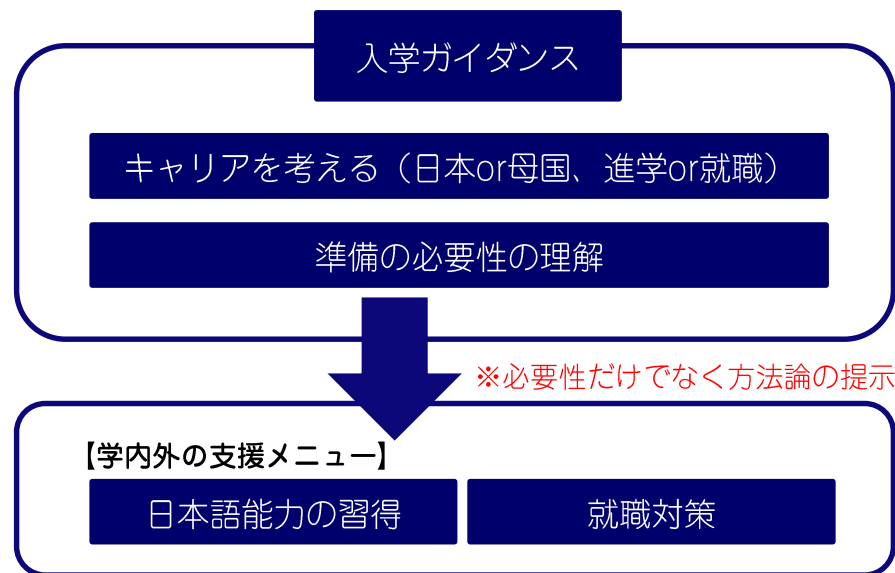 入学ガイダンス
キャリアを考える（日本or母国、進学or就職）
準備の必要性の理解
※必要性だけでなく方法論の提示
【学内外の支援メニュー】
日本語能力の習得
就職対策